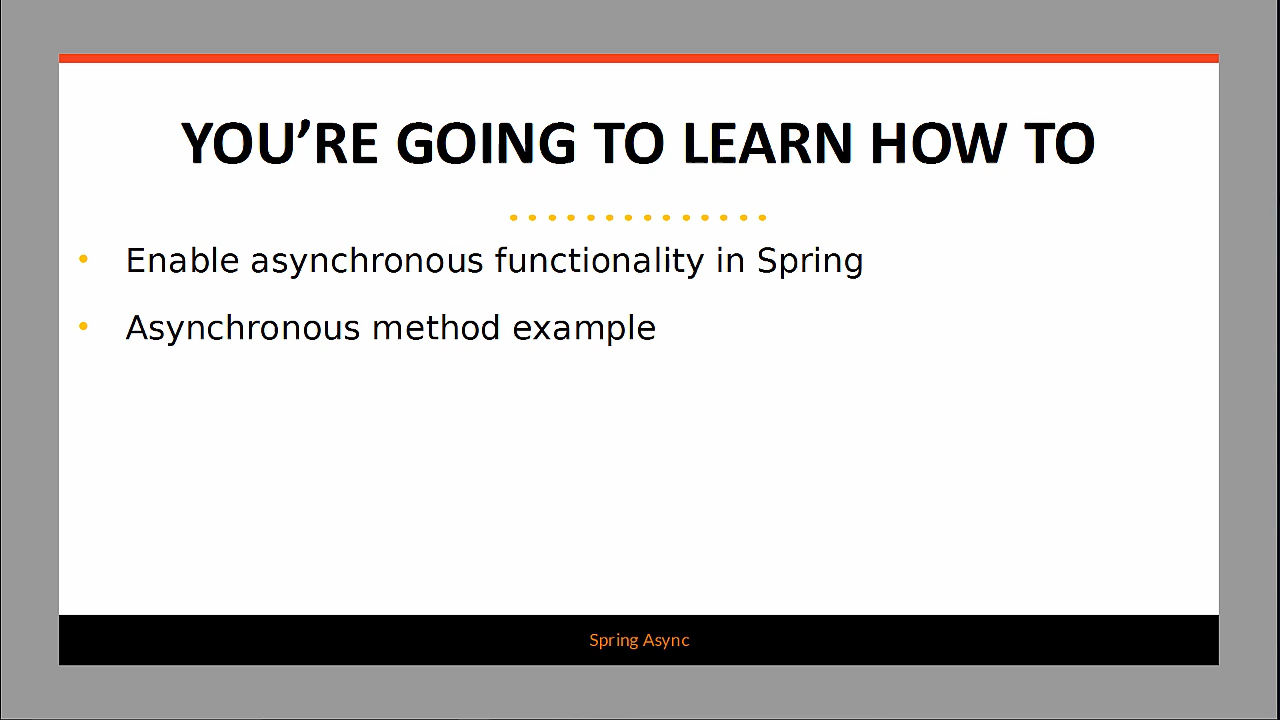 YOU’RE GOING TO LEARN HOW TO
• Enable asynchronous functionality in Spring
• Asynchronous method example
Spring Async